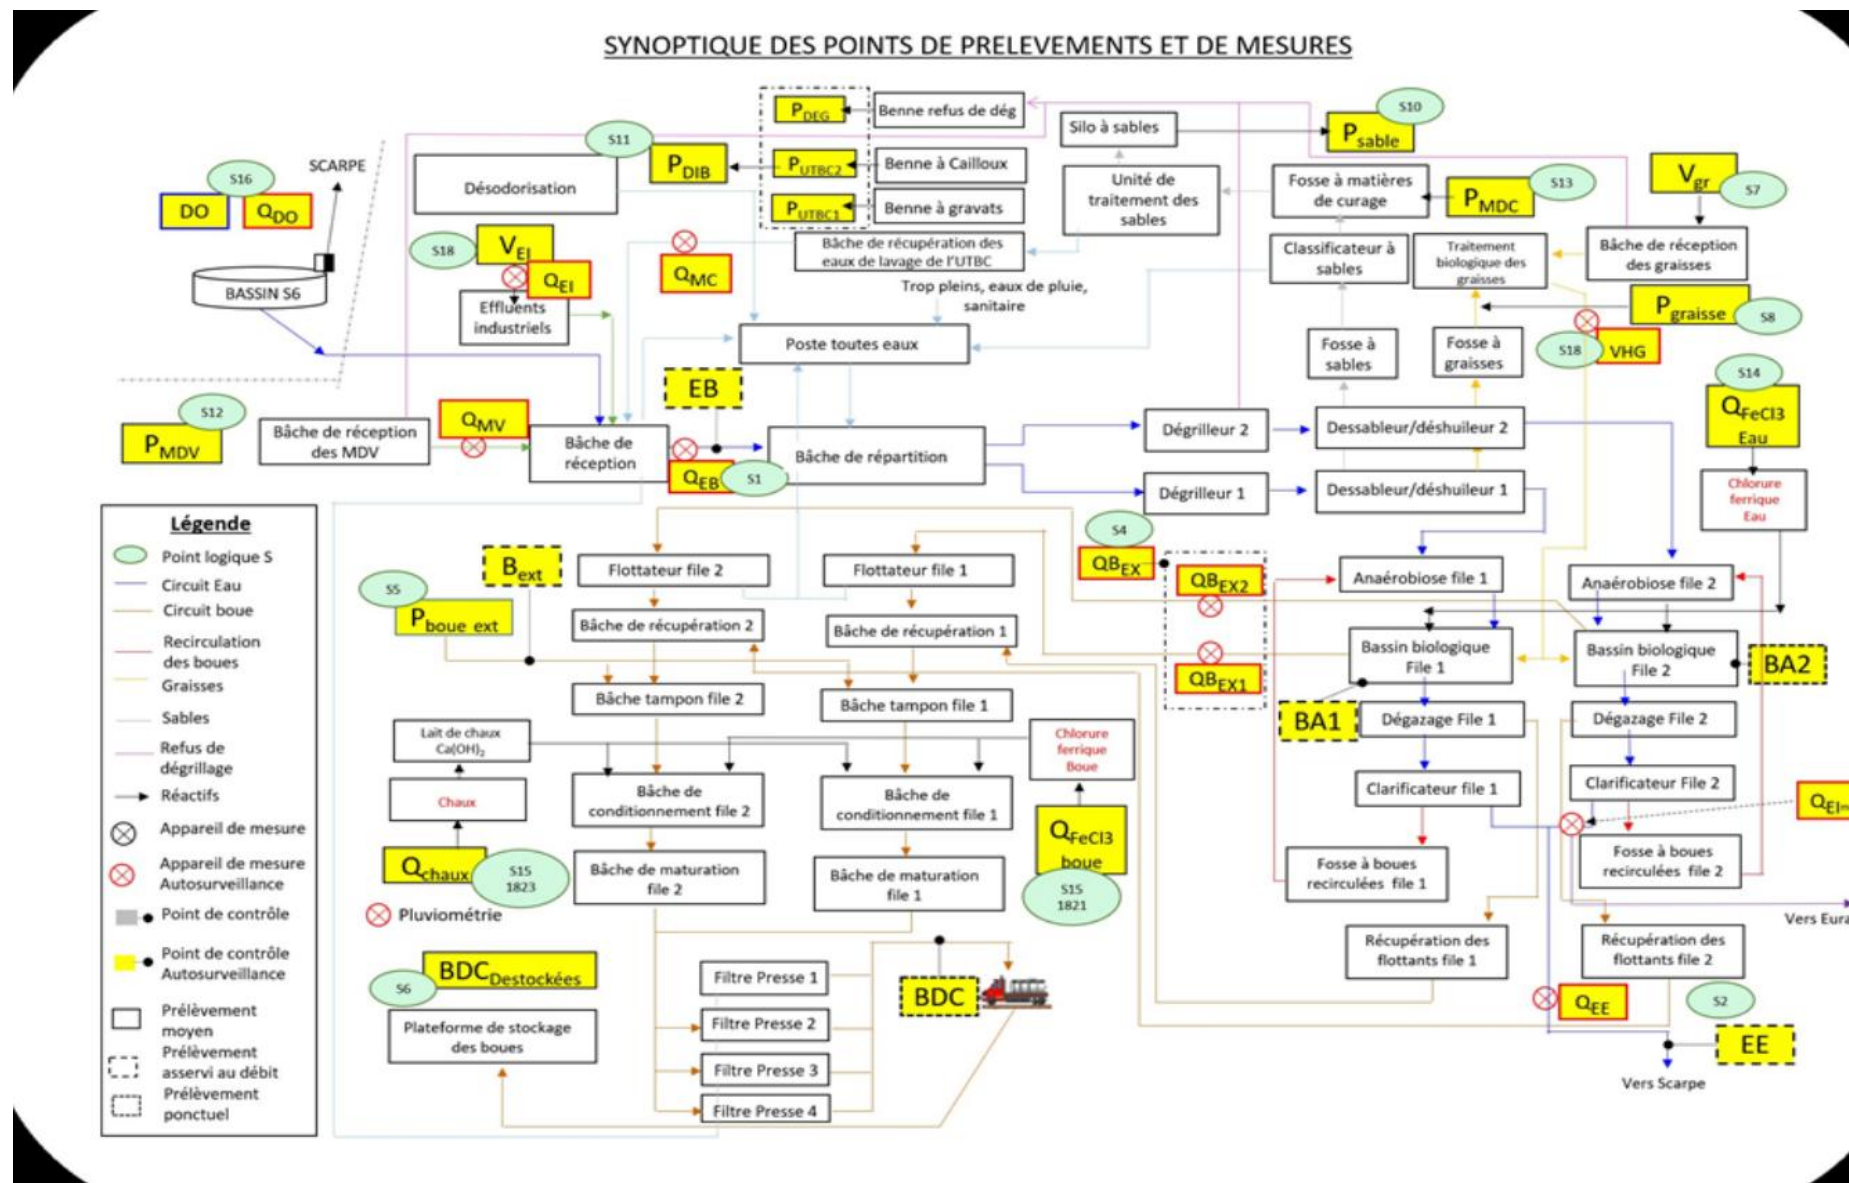 SYNOPTIQUE DES POINTS DE PRELEVEMENTS ET DE MESURES
S16
DO
QDO
SCARPE
BASSIN S6
S11
Désodorisation
PDIB
PDEG
Benne refus de dég
PUTBC2
Benne à Cailloux
PUTBC1
Benne à gravats
Silo à sables
Psable
S10
Unité de
traitement des
sables
Fosse à matières
de curage
PMDC
S13
Vgr
S7
S18
VEI
QEI
Effluents
industriels
QMC
Bâche de récupération des
eaux de lavage de l'UTBC
Trop pleins, eaux de pluie,
sanitaire
Classificateur à
sables
Traitement
biologique des
graisses
Bâche de réception
des graisses
Pgraisse
S8
Poste toutes eaux
Fosse à
sables
Fosse à
graisses
S18
VHG
S14
QFeCl3
Eau
Chlorure
ferrique
Eau
S12
PMDV
Bâche de réception
des MDV
QMV
Bâche de
réception
EB
QEB
S1
Bâche de répartition
Dégrilleur 2
Dégrilleur 1
Dessableur/déshuileur 2
Dessableur/déshuileur 1
Légende
Point logique S
Circuit Eau
Circuit boue
Recirculation
des boues
Graisses
Sables
Refus de
dégrillage
Réactifs
Appareil de mesure
Appareil de mesure
Autosurveillance
Point de contrôle
Point de contrôle
Autosurveillance
Prélèvement
moyen
Prélèvement
asservi au débit
Prélèvement
ponctuel
S5
Pboue ext
Bext
Flottateur file 2
Flottateur file 1
Bâche de récupération 2
Bâche de récupération 1
Bâche tampon file 2
Bâche tampon file 1
Lait de chaux
Ca(OH)2
Chaux
Qchaux
S15
1823
Pluviométrie
Bâche de
conditionnement file 2
Bâche de
conditionnement file 1
Chlorure
ferrique
Boue
QFeCl3
boue
S15
1821
Bâche de maturation
file 2
Bâche de maturation
file 1
BDCDestockées
S6
Plateforme de stockage
des boues
Filtre Presse 1
Filtre Presse 2
Filtre Presse 3
Filtre Presse 4
BDC
S4
QBEX
QBEX2
QBEX1
Anaérobiose file 1
Anaérobiose file 2
Bassin biologique
File 1
Bassin biologique
File 2
BA1
BA2
Dégazage File 1
Dégazage File 2
Clarificateur file 1
Clarificateur File 2
Fosse à boues
recirculées file 1
Fosse à boues
recirculées file 2
Vers Eura
Récupération des
flottants file 1
Récupération des
flottants file 2
QEE
S2
EE
Vers Scarpe